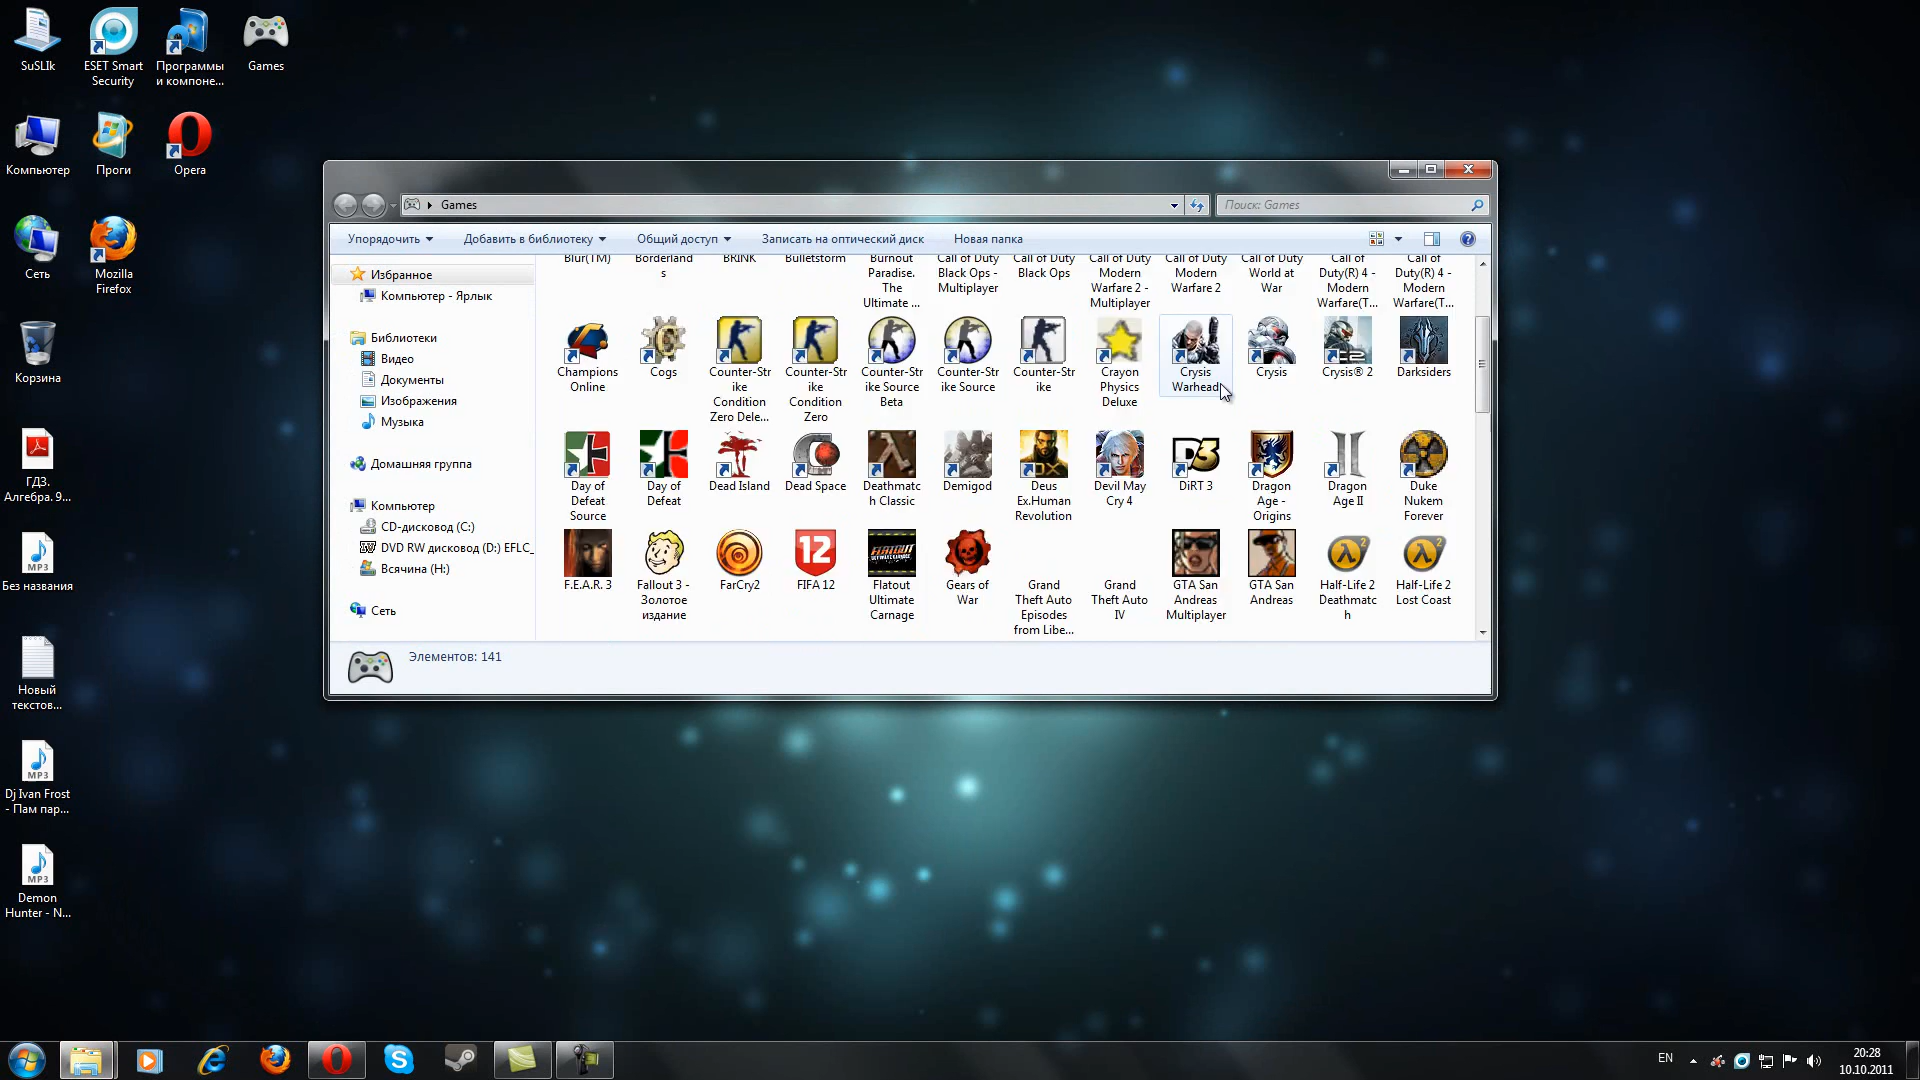 SuSLIk
ESET Smart
Security
Программы
и компоне...
Games
Компьютер
Проги
Opera
Сеть
Mozilla
Firefox
Корзина
ГДЗ.
Алгебра. 9...
MP3
Без названия
Новый
текстов...
MP3
Dj Ivan Frost
- Пам пар...
MP3
Demon
Hunter - N...
Games
Поиск: Games
Упорядочить
Добавить в библиотеку
Общий доступ
Записать на оптический диск
Новая папка
Избранное
Компьютер - Ярлык
Библиотеки
Видео
Документы
Изображения
Музыка
Домашняя группа
Компьютер
CD-дисковод (C:)
DVD RW дисковод (D:) EFLC_
Всячина (H:)
Сеть
Blur(TM)
Borderland
s
BRINK
Bulletstorm
Burnout
Paradise.
The
Ultimate ...
Call of Duty
Black Ops -
Multiplayer
Call of Duty
Black Ops
Call of Duty
Modern
Warfare 2 -
Multiplayer
Call of Duty
Modern
Warfare 2
Call of Duty
World at
War
Call of
Duty(R) 4 -
Modern
Warfare(T...
Call of
Duty(R) 4 -
Modern
Warfare(T...
Champions
Online
Cogs
Counter-Str
ike
Condition
Zero Dele...
Counter-Str
ike
Condition
Zero
Counter-Str
ike Source
Beta
Counter-Str
ike Source
Counter-Str
ike
Crayon
Physics
Deluxe
Crysis
Warhead
Crysis
Crysis® 2
Darksiders
Day of
Defeat
Source
Day of
Defeat
Dead Island
Dead Space
Deathmatc
h Classic
Demigod
Deus
Ex.Human
Revolution
Devil May
Cry 4
D3
DiRT 3
Dragon
Age -
Origins
Dragon
Age II
Duke
Nukem
Forever
F.E.A.R. 3
Fallout 3 -
Золотое
издание
FarCry2
12
FIFA 12
Flatout
Ultimate
Carnage
Gears of
War
Grand
Theft Auto
Episodes
from Libe...
Grand
Theft Auto
IV
GTA San
Andreas
Multiplayer
GTA San
Andreas
Half-Life 2
Deathmatc
h
Half-Life 2
Lost Coast
Элементов: 141
EN
20:28
10.10.2011